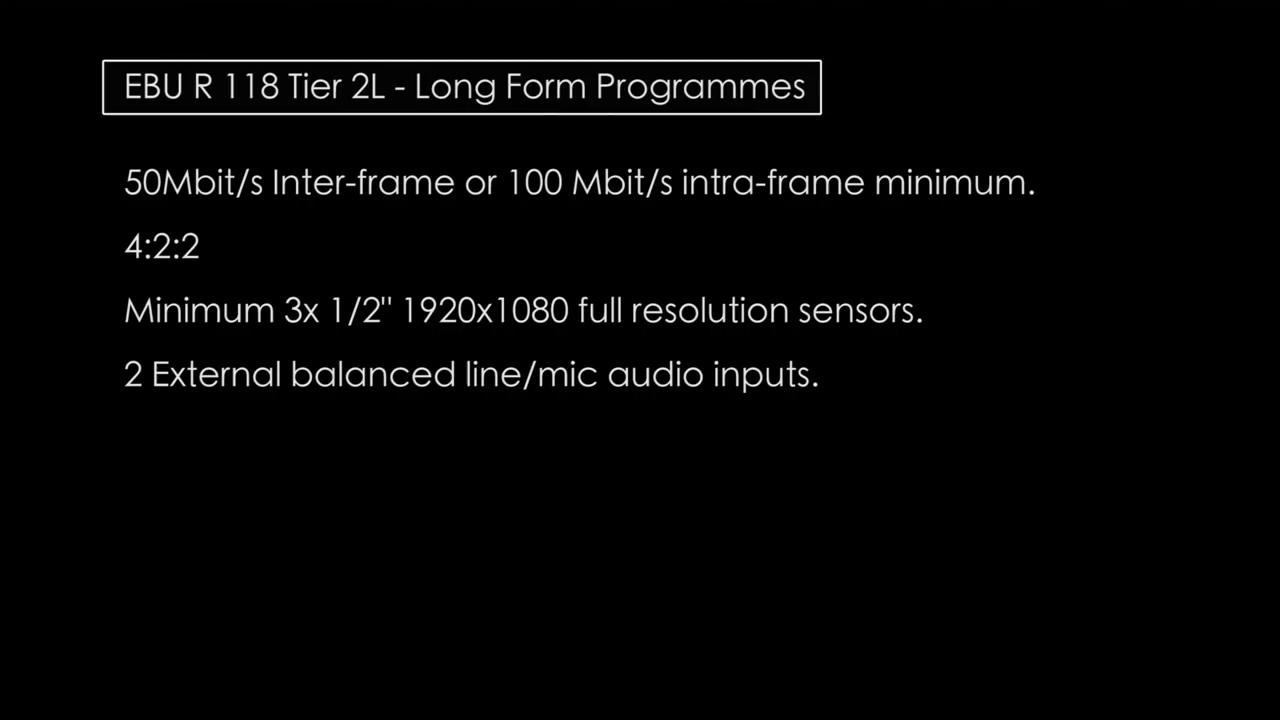 EBU R 118 Tier 2L - Long Form Programmes
50Mbit/s Inter-frame or 100 Mbit/s intra-frame minimum.
4:2:2
Minimum 3x 1/2" 1920x1080 full resolution sensors.
2 External balanced line/mic audio inputs.